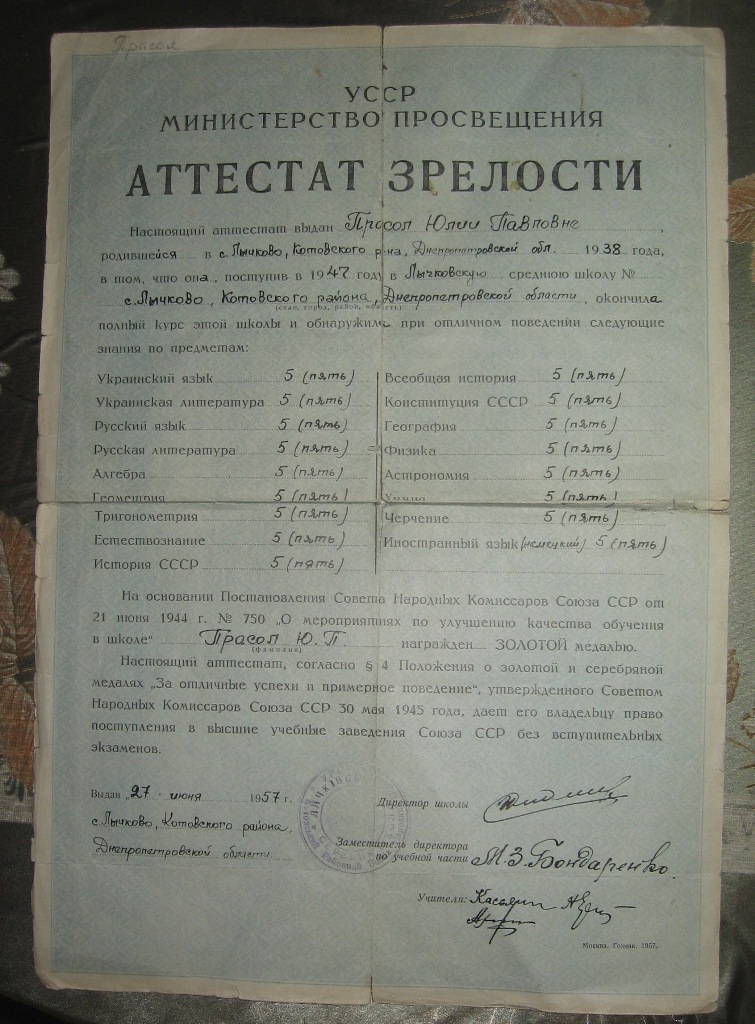 Прасол
УССР
МИНИСТЕРСТВО ПРОСВЕЩЕНИЯ
АТТЕСТАТ ЗРЕЛОСТИ
Настоящий аттестат выдан Прасол Юлии Павловне,
родившейся в с. Лычково, Котовского р-на, Днепропетровской обл. 1938 года,
в том, что она, поступив в 1947 году в Лычковскую среднюю школу №
с. Лычково, Котовского района, Днепропетровской области, окончила
(село, город, район, область)
полный курс этой школы и обнаружила при отличном поведении следующие
знания по предметам:
Украинский язык 5 (пять)
Украинская литература 5 (пять)
Русский язык 5 (пять)
Русская литература 5 (пять)
Алгебра 5 (пять)
Геометрия 5 (пять)
Тригонометрия 5 (пять)
Естествознание 5 (пять)
История СССР 5 (пять)
Всеобщая история 5 (пять)
Конституция СССР 5 (пять)
География 5 (пять)
Физика 5 (пять)
Астрономия 5 (пять)
Химия 5 (пять)
Черчение 5 (пять)
Иностранный язык (немецкий) 5 (пять)
На основании Постановления Совета Народных Комиссаров Союза ССР от
21 июня 1944 г. № 750 „О мероприятиях по улучшению качества обучения
в школе“ Прасол Ю. П. награжден ЗОЛОТОЙ медалью.
(фамилия)
Настоящий аттестат, согласно § 4 Положения о золотой и серебряной
медалях „За отличные успехи и примерное поведение“, утвержденного Советом
Народных Комиссаров Союза ССР 30 мая 1945 года, дает его владельцу право
поступления в высшие учебные заведения Союза ССР без вступительных
экзаменов.
Выдан „27 июня 1957 г.
с. Лычково, Котовского района,
Днепропетровской области
Директор школы
Заместитель директора
по учебной части М. З. Бондаренко.
Учителя:
Москва. Гознак. 1957.